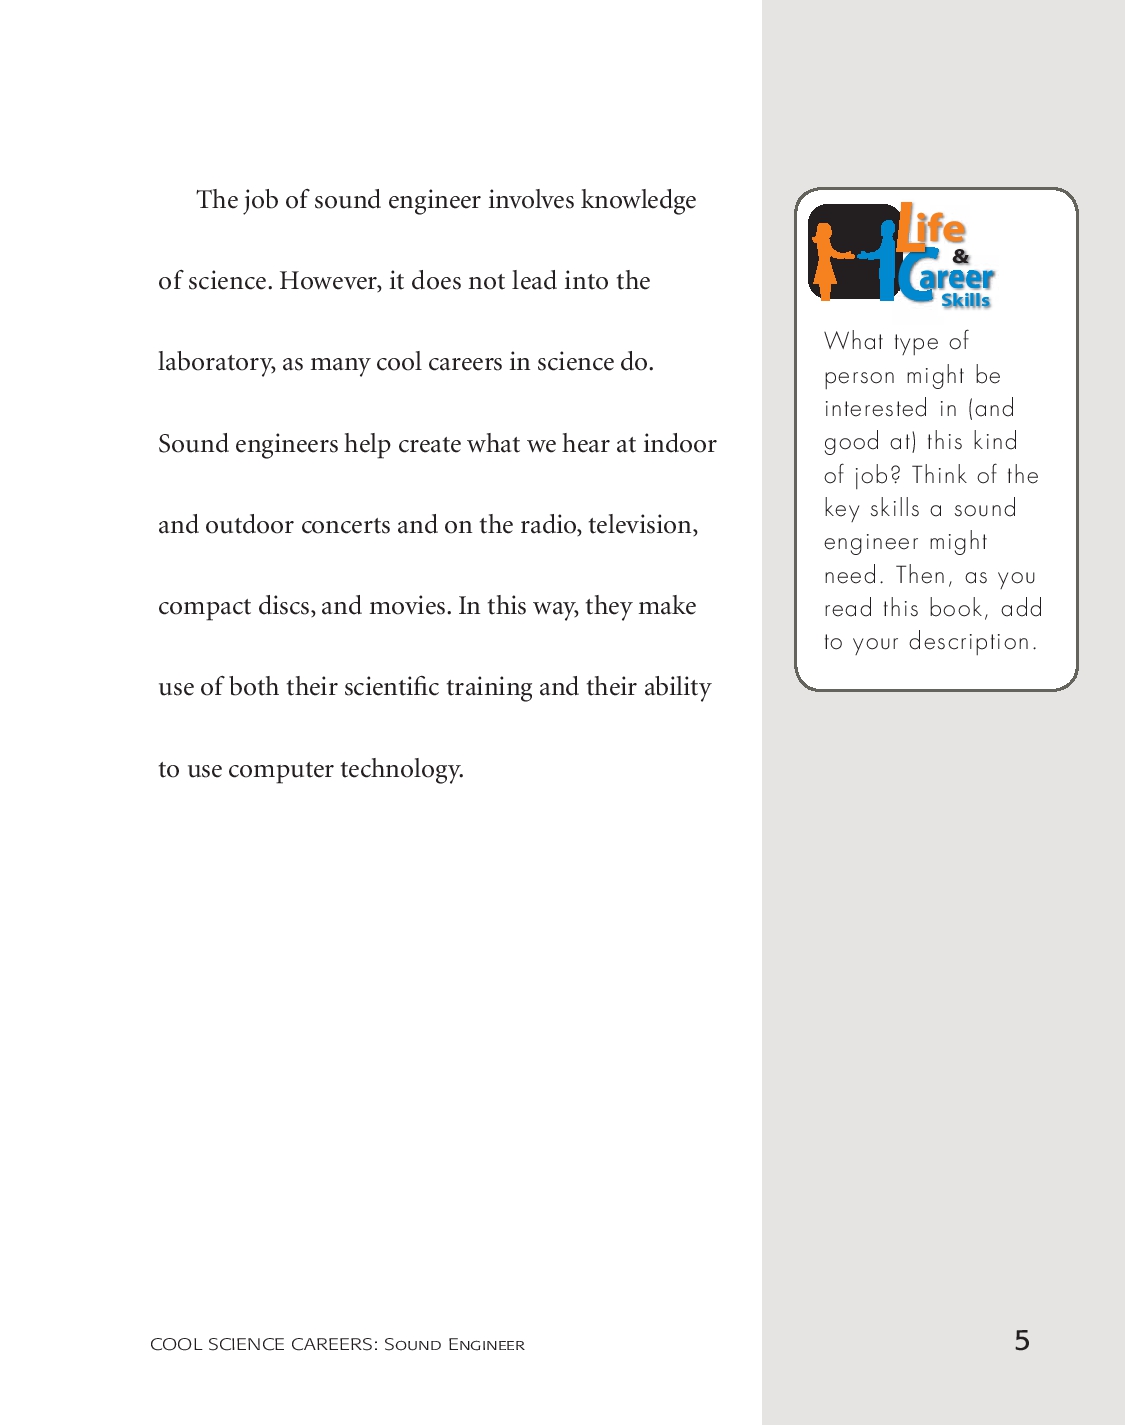 The job of sound engineer involves knowledge
of science. However, it does not lead into the
laboratory, as many cool careers in science do.
Sound engineers help create what we hear at indoor
and outdoor concerts and on the radio, television,
compact discs, and movies. In this way, they make
use of both their scientific training and their ability
to use computer technology.
Life
&
Career
Skills
What type of
person might be
interested in (and
good at) this kind
of job? Think of the
key skills a sound
engineer might
need. Then, as you
read this book, add
to your description.
COOL SCIENCE CAREERS: Sound Engineer
5